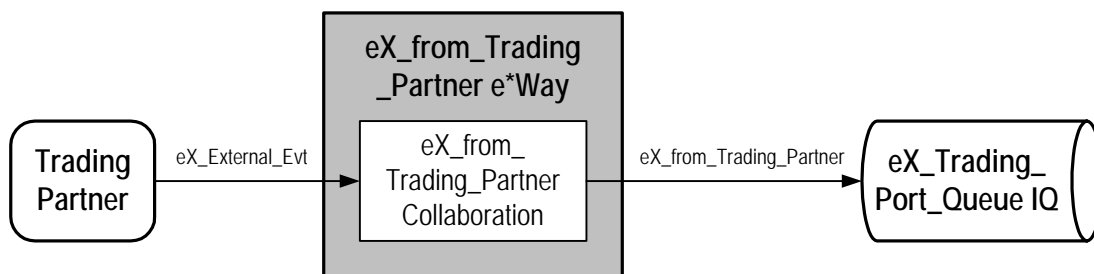 eX_from_Trading
_Partner e*Way
Trading
Partner
eX_External_Evt
eX_from_
Trading_Partner
Collaboration
eX_from_Trading_Partner
eX_Trading_
Port_Queue IQ